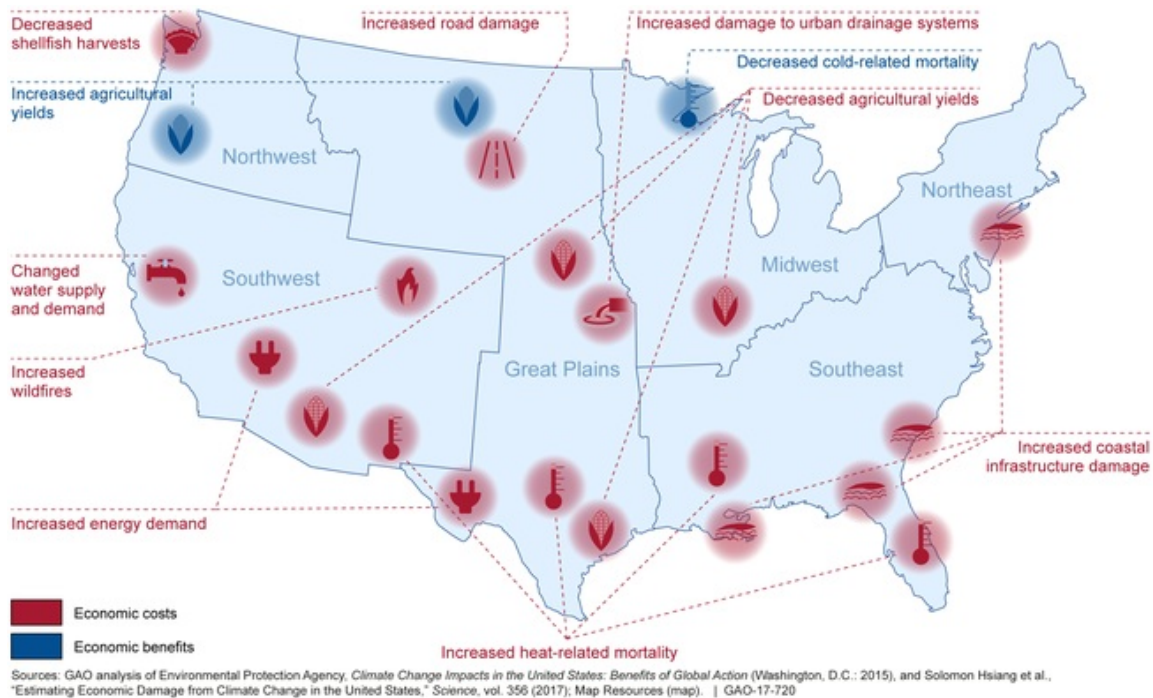 Decreased
shellfish harvests
Increased road damage
Increased damage to urban drainage systems
Decreased cold-related mortality
Increased agricultural
yields
Decreased agricultural yields
Northwest
Northeast
Changed
water supply
and demand
Southwest
Midwest
Increased
wildfires
Great Plains
Southeast
Increased coastal
infrastructure damage
Increased energy demand
Economic costs
Economic benefits
Increased heat-related mortality
Sources: GAO analysis of Environmental Protection Agency, Climate Change Impacts in the United States: Benefits of Global Action (Washington, D.C.: 2015), and Solomon Hsiang et al.,
"Estimating Economic Damage from Climate Change in the United States," Science, vol. 356 (2017); Map Resources (map). | GAO-17-720